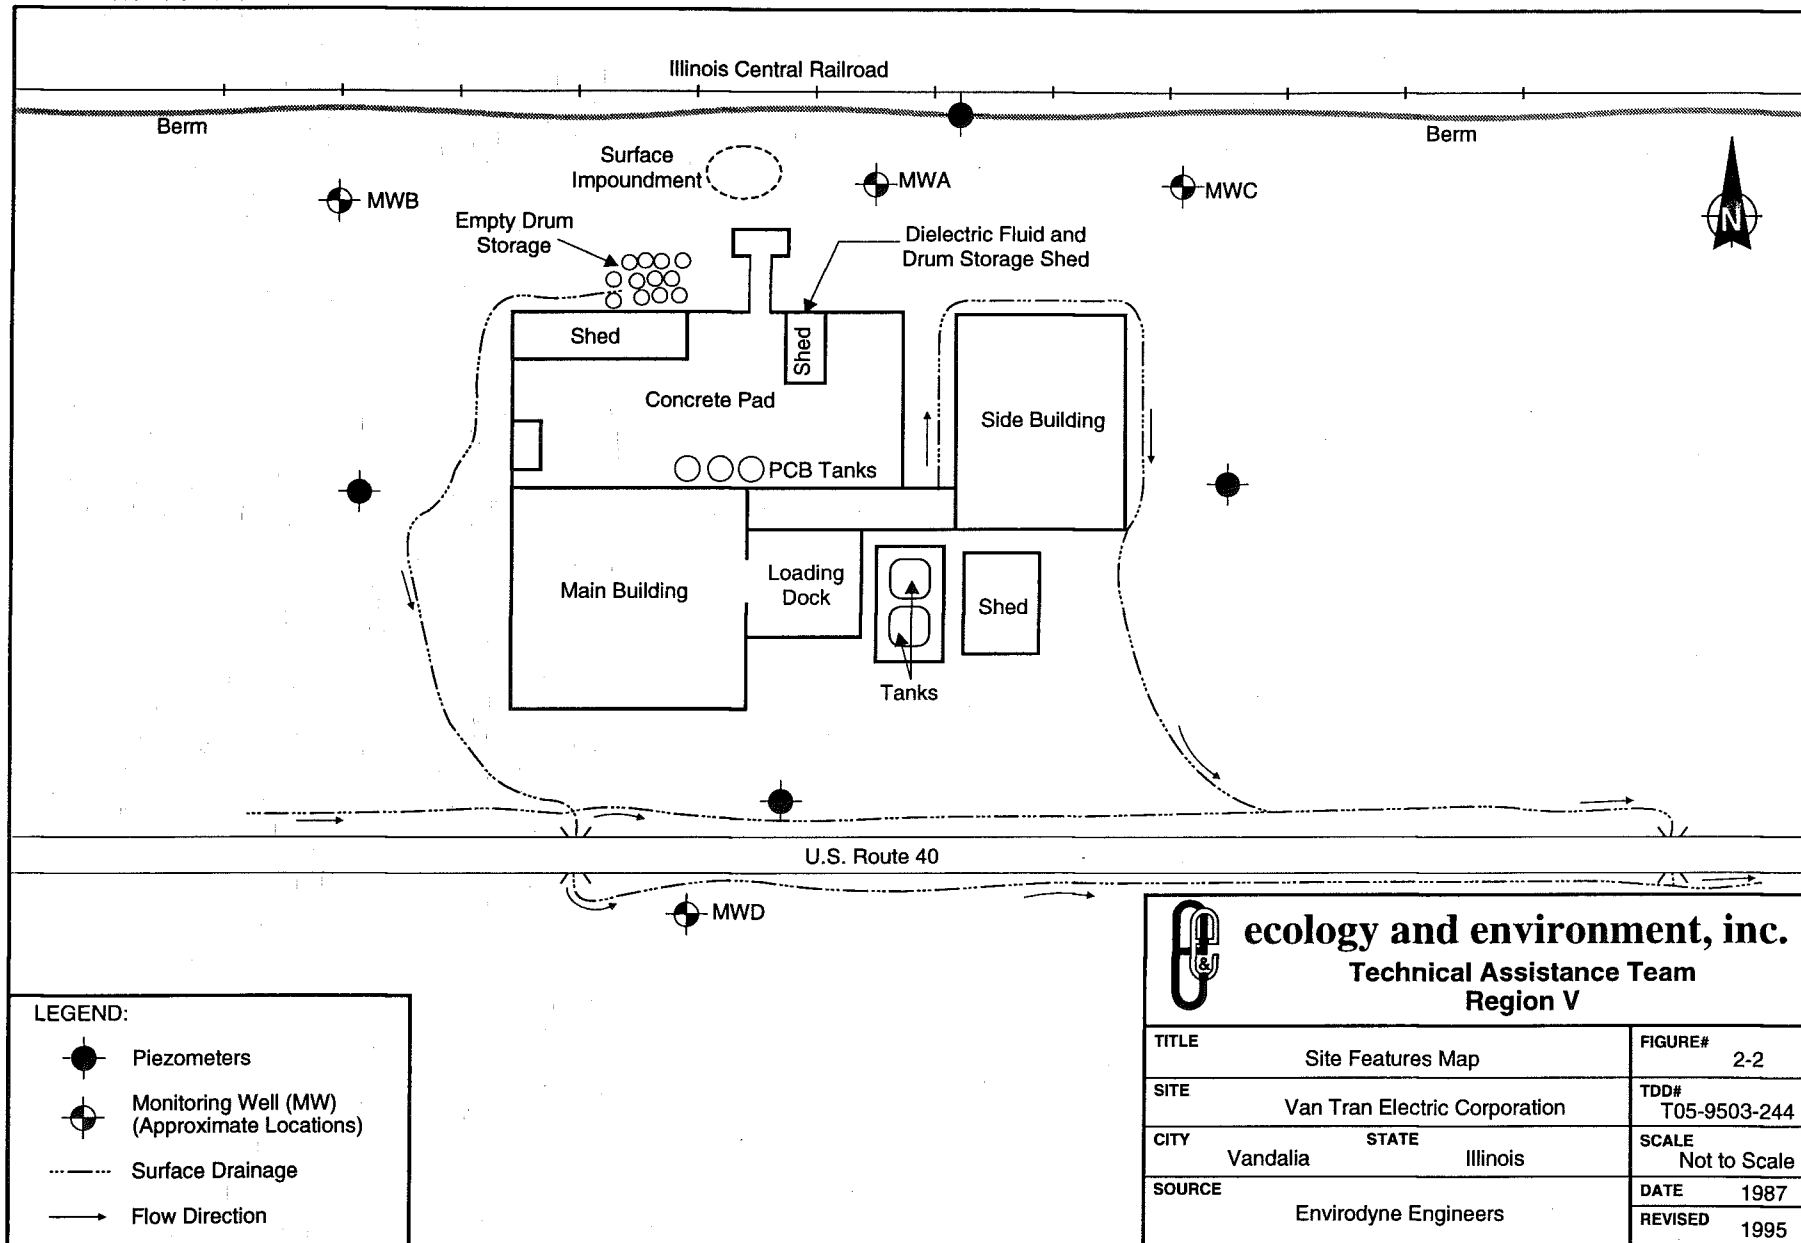 Illinois Central Railroad
Berm
Berm
Surface
Impoundment
MWA
MWC
MWB
Empty Drum
Storage
Dielectric Fluid and
Drum Storage Shed
N
Shed
Shed
Concrete Pad
Side Building
PCB Tanks
Main Building
Loading
Dock
Shed
Tanks
U.S. Route 40
MWD
LEGEND:
Piezometers
Monitoring Well (MW)
(Approximate Locations)
Surface Drainage
Flow Direction
E & E
ecology and environment, inc.
Technical Assistance Team
Region V
TITLE
Site Features Map
FIGURE#
2-2
SITE
Van Tran Electric Corporation
TDD#
T05-9503-244
CITY
Vandalia
STATE
Illinois
SCALE
Not to Scale
SOURCE
Envirodyne Engineers
DATE 1987
REVISED 1995